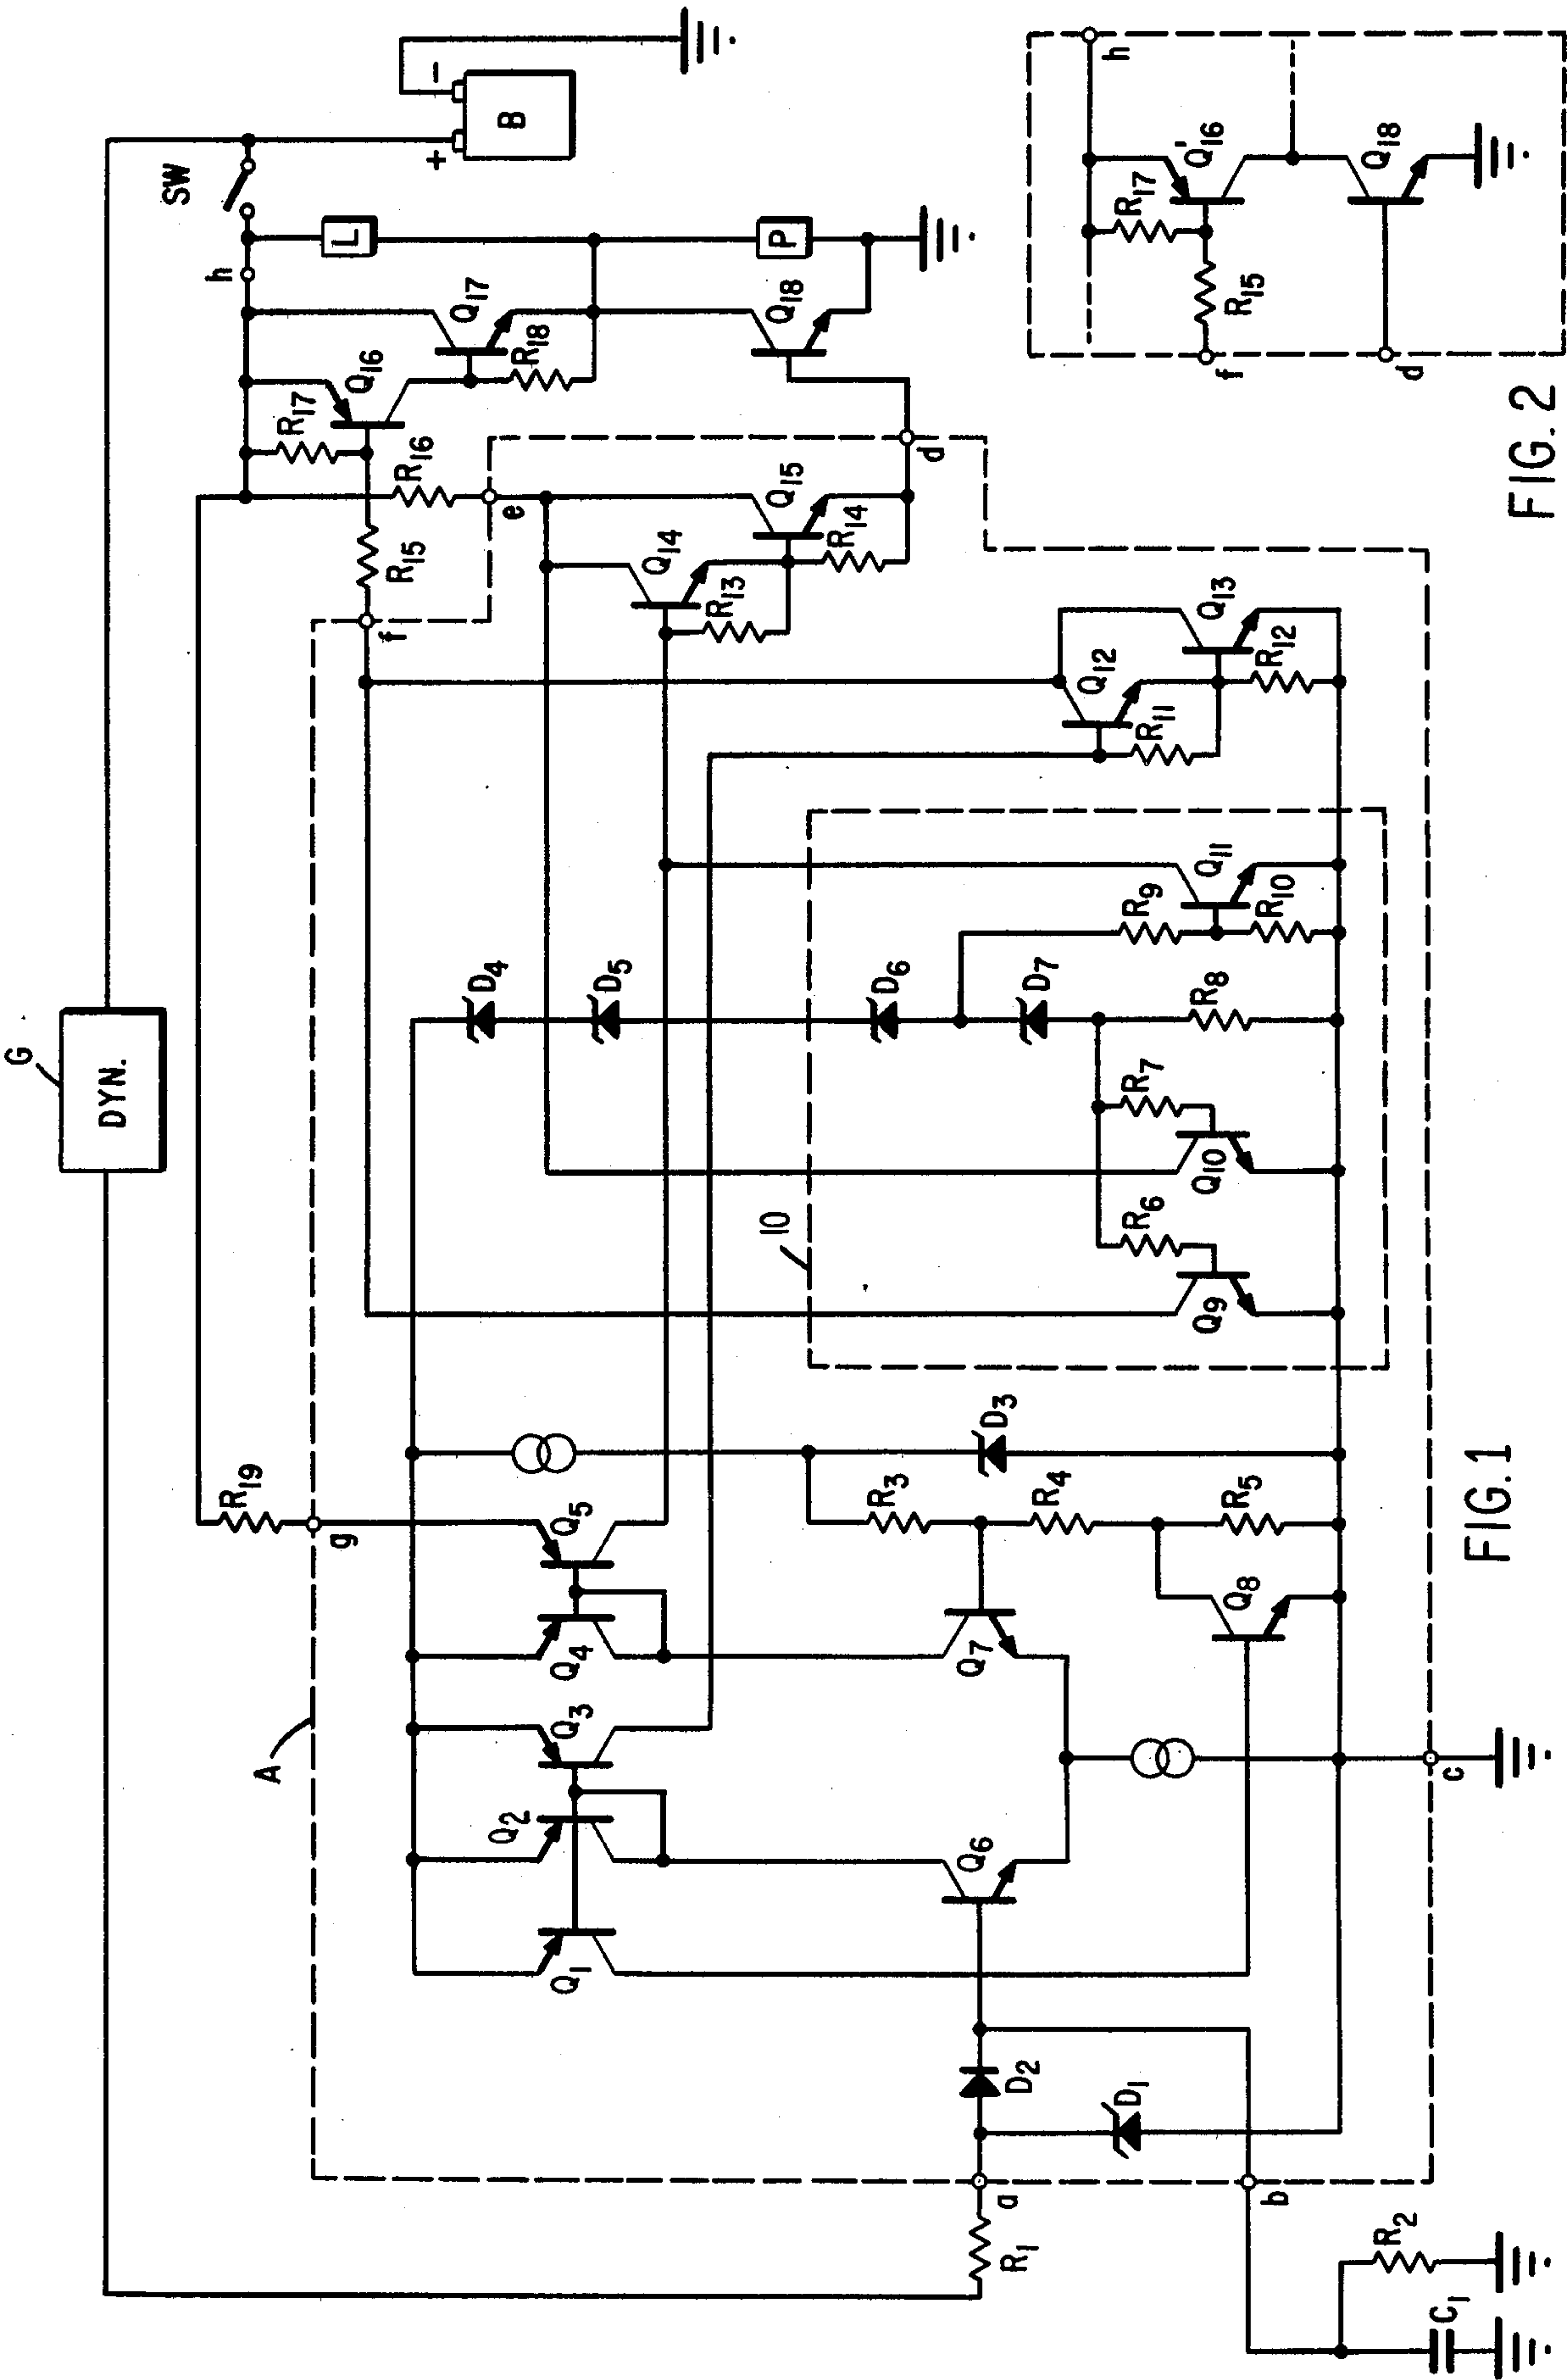 G
DYN.
SW
+
−
B
h
L
P
Q17
Q18
R18
Q16
R17
R16
R15
e
d
f
Q15
Q14
R14
R13
Q13
Q12
R12
R11
R19
g
A
D4
D5
D6
D7
Q11
R9
R10
R8
R7
R6
Q10
Q9
10
D3
Q5
Q4
Q3
Q2
Q1
R3
R4
R5
Q7
Q8
Q6
c
D2
D1
a
b
R1
R2
C1
FIG. 1
h
R17
Q'16
R15
f
Q18
d
FIG. 2